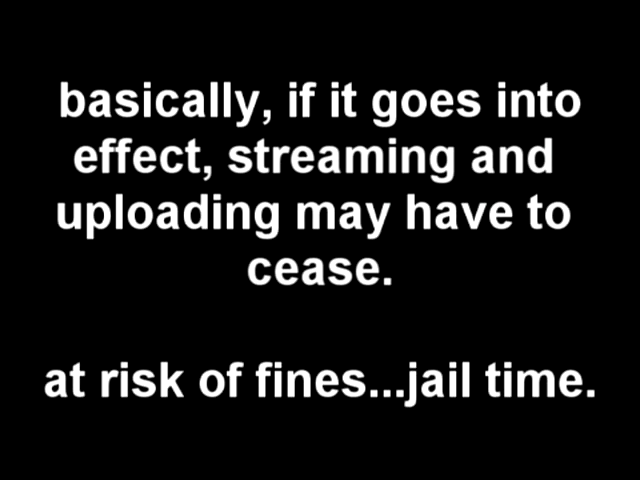 basically, if it goes into
effect, streaming and
uploading may have to
cease.
at risk of fines...jail time.